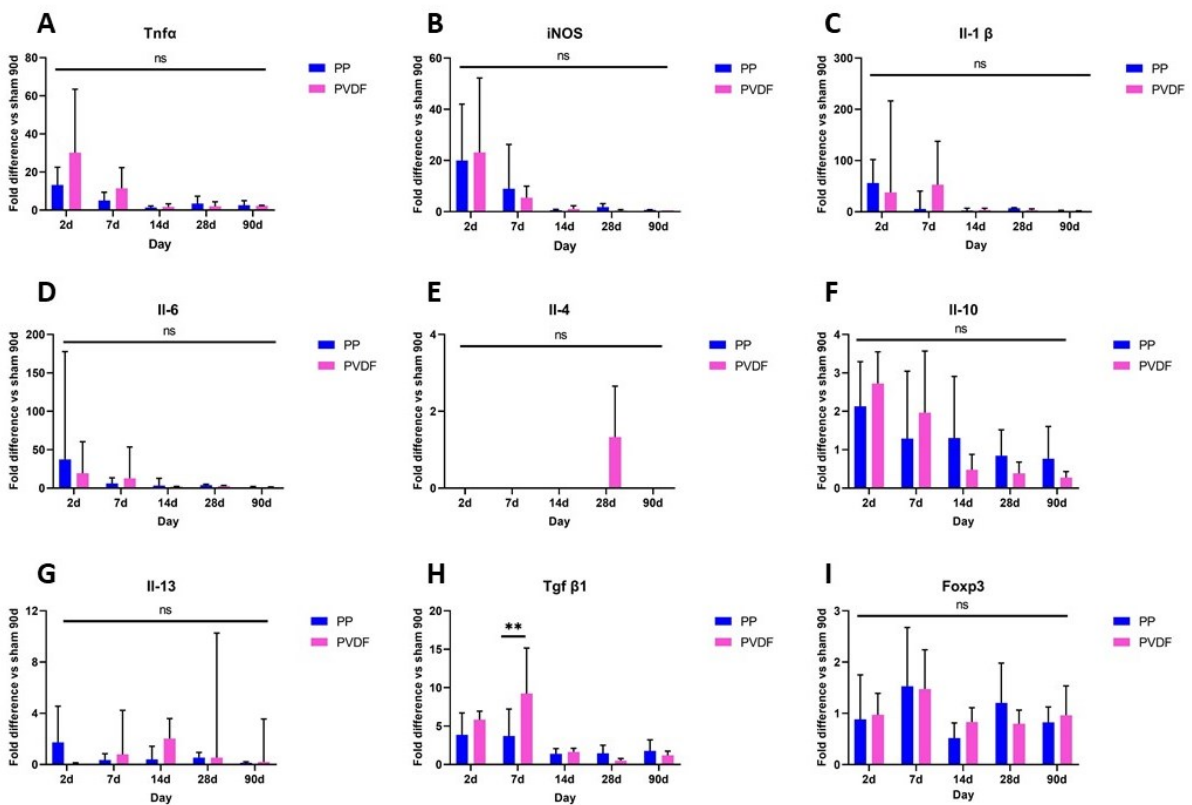 A
Tnfα
ns
Fold difference vs sham 90d
80
60
40
20
0
2d 7d 14d 28d 90d
Day
PP
PVDF
B
iNOS
ns
Fold difference vs sham 90d
60
40
20
0
2d 7d 14d 28d 90d
Day
PP
PVDF
C
Il-1 β
ns
Fold difference vs sham 90d
300
200
100
0
2d 7d 14d 28d 90d
Day
PP
PVDF
D
Il-6
ns
Fold difference vs sham 90d
200
150
100
50
0
2d 7d 14d 28d 90d
Day
PP
PVDF
E
Il-4
ns
Fold difference vs sham 90d
4
2
0
2d 7d 14d 28d 90d
Day
PP
PVDF
F
Il-10
ns
Fold difference vs sham 90d
4
3
2
1
0
2d 7d 14d 28d 90d
Day
PP
PVDF
G
Il-13
ns
Fold difference vs sham 90d
12
8
4
0
2d 7d 14d 28d 90d
Day
PP
PVDF
H
Tgf β1
**
Fold difference vs sham 90d
20
15
10
5
0
2d 7d 14d 28d 90d
Day
PP
PVDF
I
Foxp3
ns
Fold difference vs sham 90d
4
3
2
1
0
2d 7d 14d 28d 90d
Day
PP
PVDF